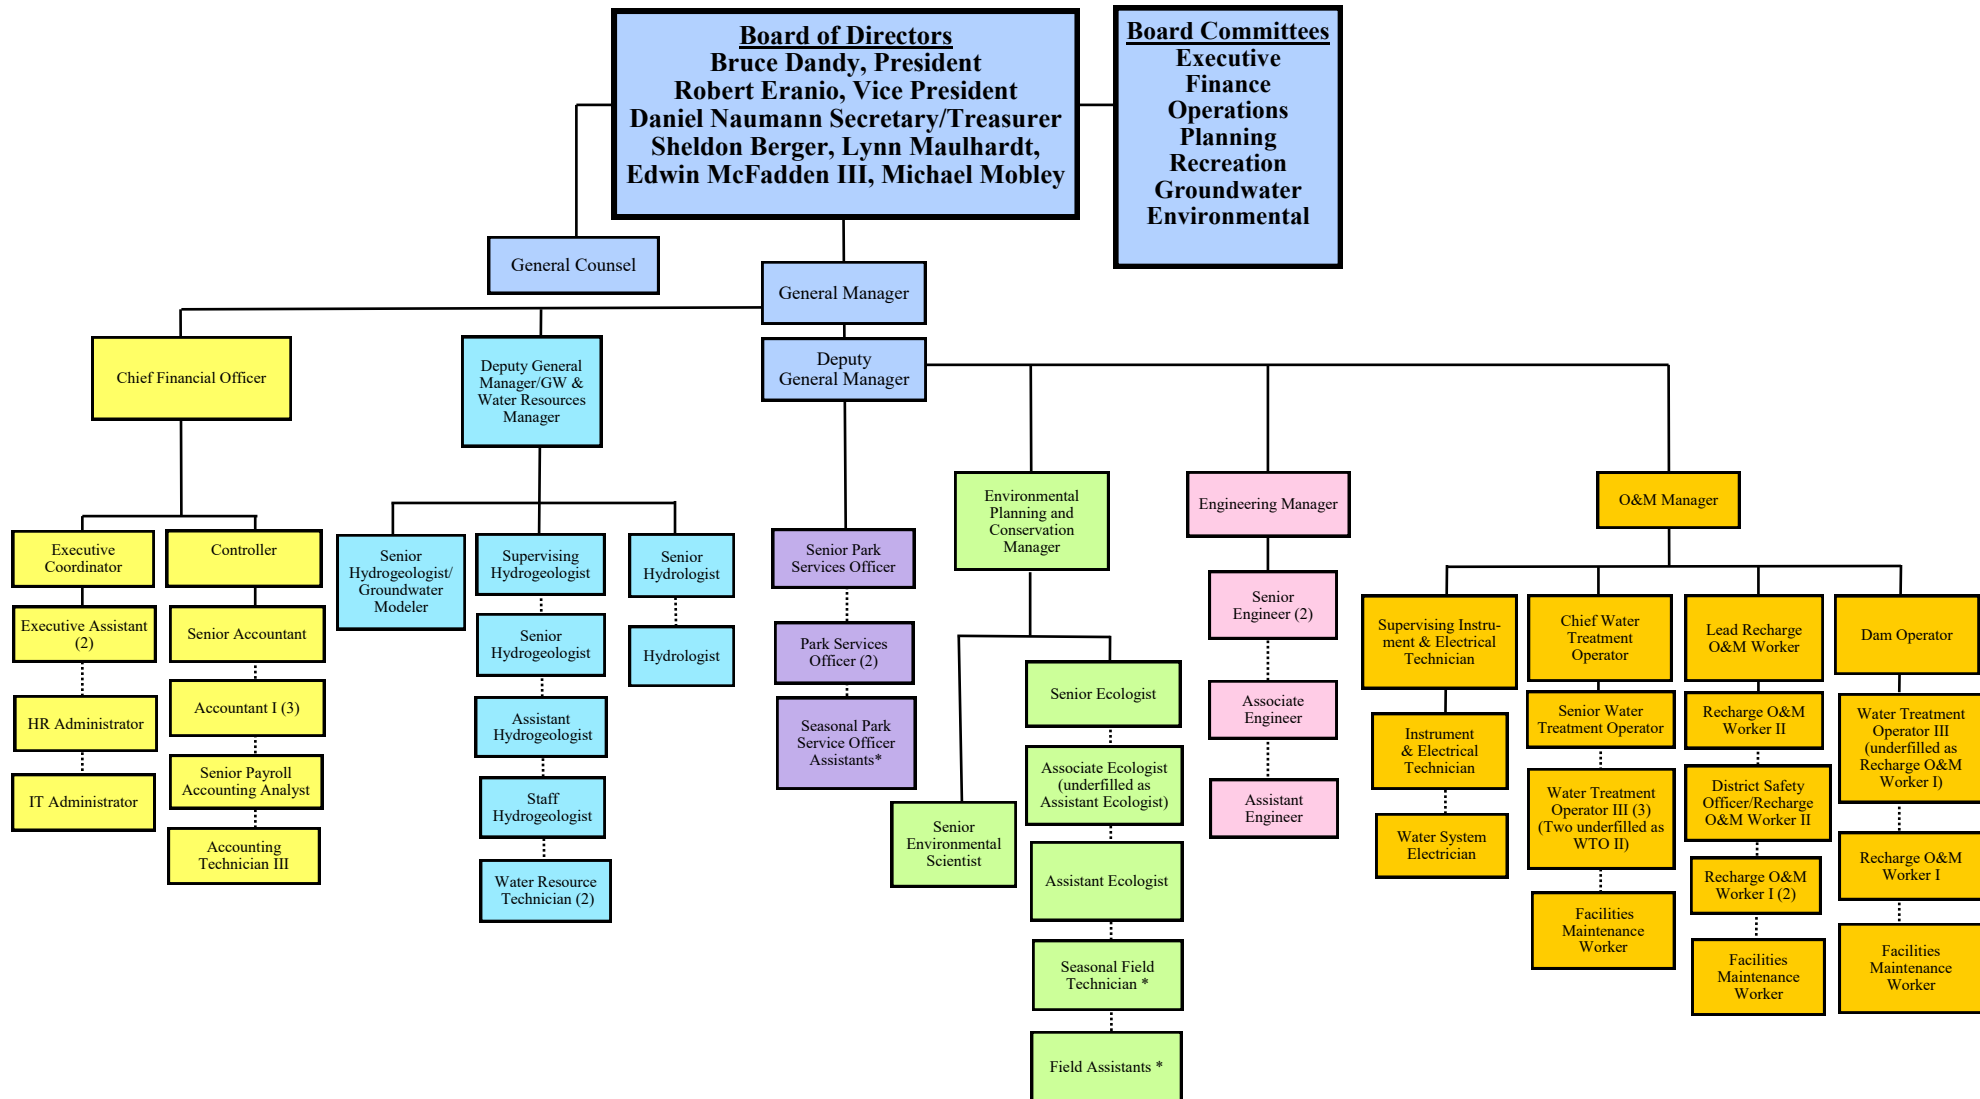 Board of Directors
Bruce Dandy, President
Robert Eranio, Vice President
Daniel Naumann Secretary/Treasurer
Sheldon Berger, Lynn Maulhardt,
Edwin McFadden III, Michael Mobley
Board Committees
Executive
Finance
Operations
Planning
Recreation
Groundwater
Environmental
General Counsel
General Manager
Deputy
General Manager
Chief Financial Officer
Deputy General
Manager/GW &
Water Resources
Manager
Executive
Coordinator
Executive Assistant
(2)
HR Administrator
IT Administrator
Controller
Senior Accountant
Accountant I (3)
Senior Payroll
Accounting Analyst
Accounting
Technician III
Senior
Hydrogeologist/
Groundwater
Modeler
Supervising
Hydrogeologist
Senior
Hydrogeologist
Assistant
Hydrogeologist
Staff
Hydrogeologist
Water Resource
Technician (2)
Senior
Hydrologist
Hydrologist
Senior Park
Services Officer
Park Services
Officer (2)
Seasonal Park
Service Officer
Assistants*
Environmental
Planning and
Conservation
Manager
Senior
Environmental
Scientist
Senior Ecologist
Associate Ecologist
(underfilled as
Assistant Ecologist)
Assistant Ecologist
Seasonal Field
Technician *
Field Assistants *
Engineering Manager
Senior
Engineer (2)
Associate
Engineer
Assistant
Engineer
O&M Manager
Supervising Instru-
ment & Electrical
Technician
Instrument
& Electrical
Technician
Water System
Electrician
Chief Water
Treatment
Operator
Senior Water
Treatment Operator
Water Treatment
Operator III (3)
(Two underfilled as
WTO II)
Facilities
Maintenance
Worker
Lead Recharge
O&M Worker
Recharge O&M
Worker II
District Safety
Officer/Recharge
O&M Worker II
Recharge O&M
Worker I (2)
Facilities
Maintenance
Worker
Dam Operator
Water Treatment
Operator III
(underfilled as
Recharge O&M
Worker I)
Recharge O&M
Worker I
Facilities
Maintenance
Worker